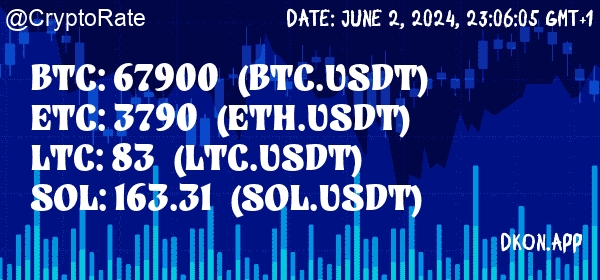 @CryptoRate
DATE: JUNE 2, 2024, 23:06:05 GMT+1
BTC: 67900 (BTC.USDT)
ETC: 3790 (ETH.USDT)
LTC: 83 (LTC.USDT)
SOL: 163.31 (SOL.USDT)
DKON.APP